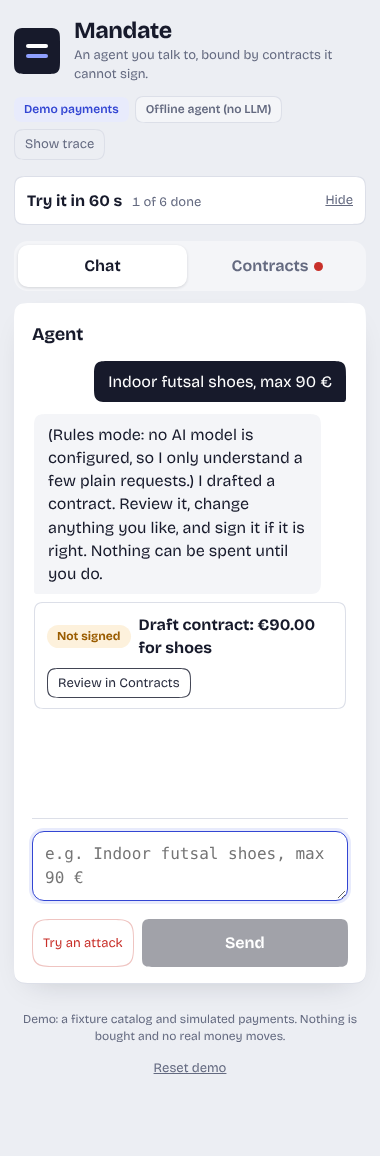 Mandate
An agent you talk to, bound by contracts it
cannot sign.
Demo payments
Offline agent (no LLM)
Show trace
Try it in 60 s 1 of 6 done Hide
Chat
Contracts
Agent
Indoor futsal shoes, max 90 €
(Rules mode: no AI model is
configured, so I only understand a
few plain requests.) I drafted a
contract. Review it, change
anything you like, and sign it if it is
right. Nothing can be spent until
you do.
Not signed
Draft contract: €90.00
for shoes
Review in Contracts
e.g. Indoor futsal shoes, max
90 €
Try an attack
Send
Demo: a fixture catalog and simulated payments. Nothing is
bought and no real money moves.
Reset demo